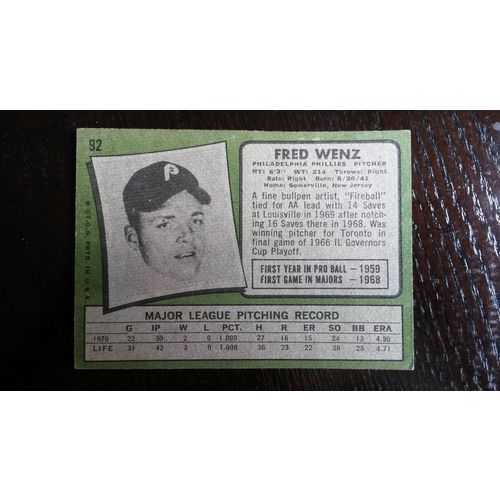 92
FRED WENZ
PHILADELPHIA PHILLIES PITCHER
HT: 6'3" WT: 214 Throws: Right
Bats: Right Born: 8/26/41
Home: Somerville, New Jersey
A fine bullpen artist, "Fireball"
tied for AA lead with 14 Saves
at Louisville in 1969 after notch-
ing 16 Saves there in 1968. Was
winning pitcher for Toronto in
final game of 1966 IL Governors
Cup Playoff.
FIRST YEAR IN PRO BALL — 1959
FIRST GAME IN MAJORS — 1968
P
© T.C.G. PRTD. IN U.S.A.
MAJOR LEAGUE PITCHING RECORD
G IP W L PCT. H R ER SO BB ERA
1970 22 30 2 0 1.000 27 16 15 24 13 4.50
LIFE 31 42 3 0 1.000 36 23 22 38 25 4.71